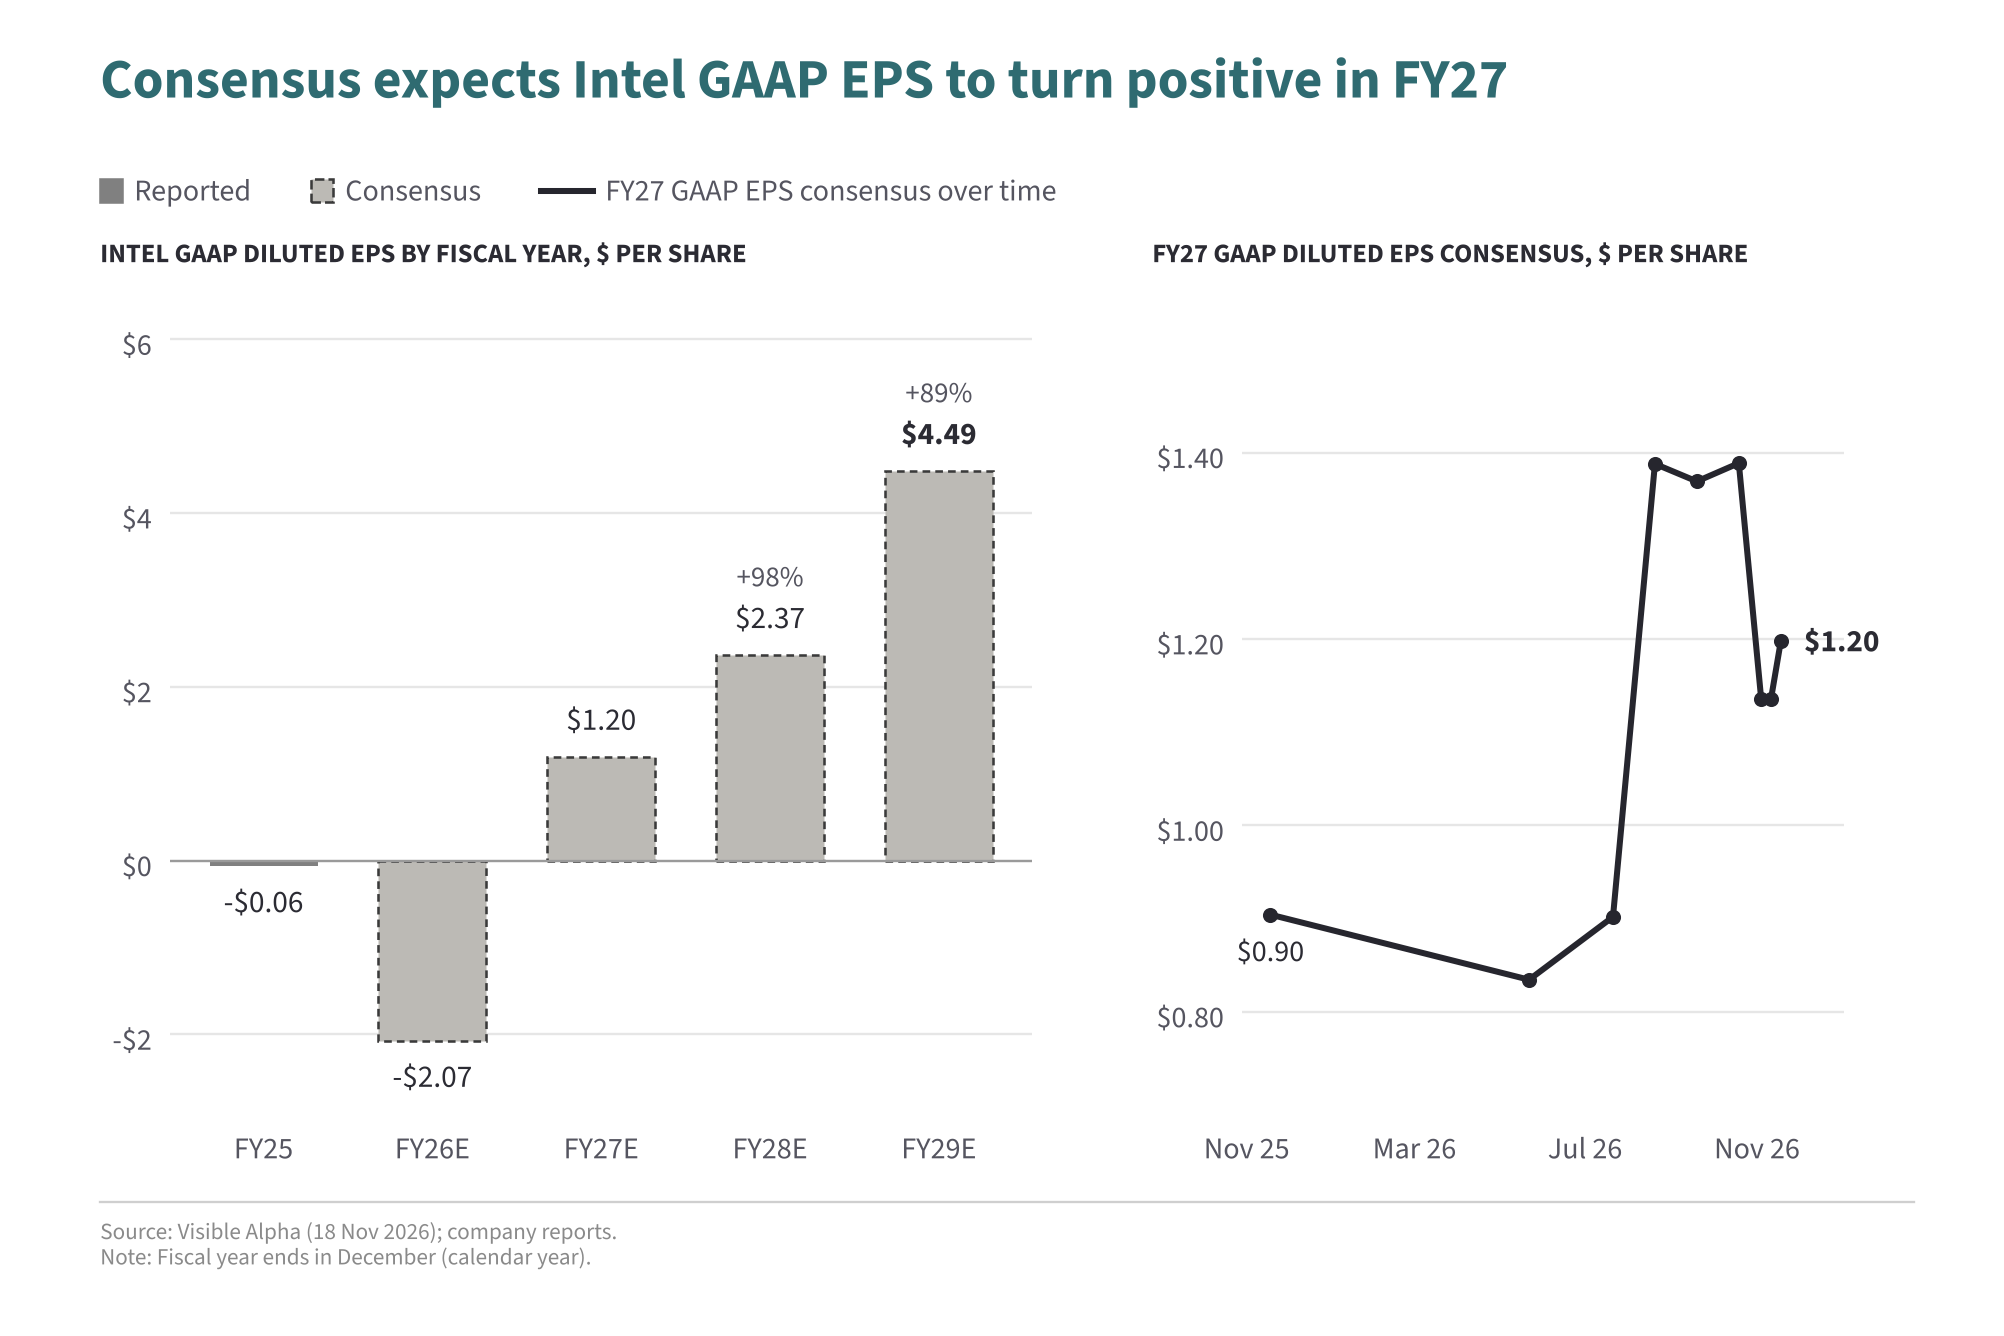 Consensus expects Intel GAAP EPS to turn positive in FY27
Reported
Consensus
FY27 GAAP EPS consensus over time
INTEL GAAP DILUTED EPS BY FISCAL YEAR, $ PER SHARE
$6
$4
$2
$0
-$2
-$0.06
-$2.07
$1.20
+98%
$2.37
+89%
$4.49
FY25
FY26E
FY27E
FY28E
FY29E
FY27 GAAP DILUTED EPS CONSENSUS, $ PER SHARE
$1.40
$1.20
$1.00
$0.80
$0.90
$1.20
Nov 25
Mar 26
Jul 26
Nov 26
Source: Visible Alpha (18 Nov 2026); company reports.
Note: Fiscal year ends in December (calendar year).